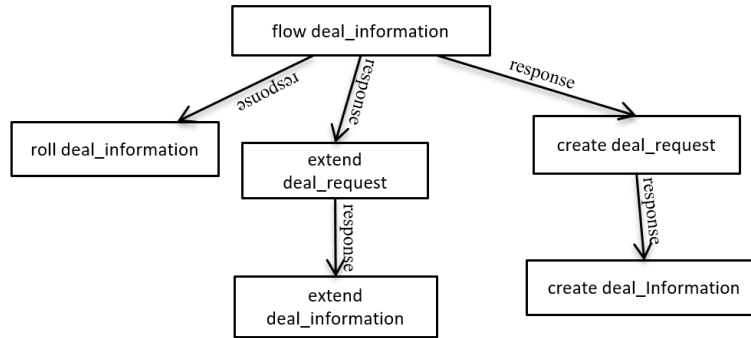 flow deal_information
response
response
response
roll deal_information
extend
deal_request
create deal_request
response
response
extend
deal_information
create deal_Information